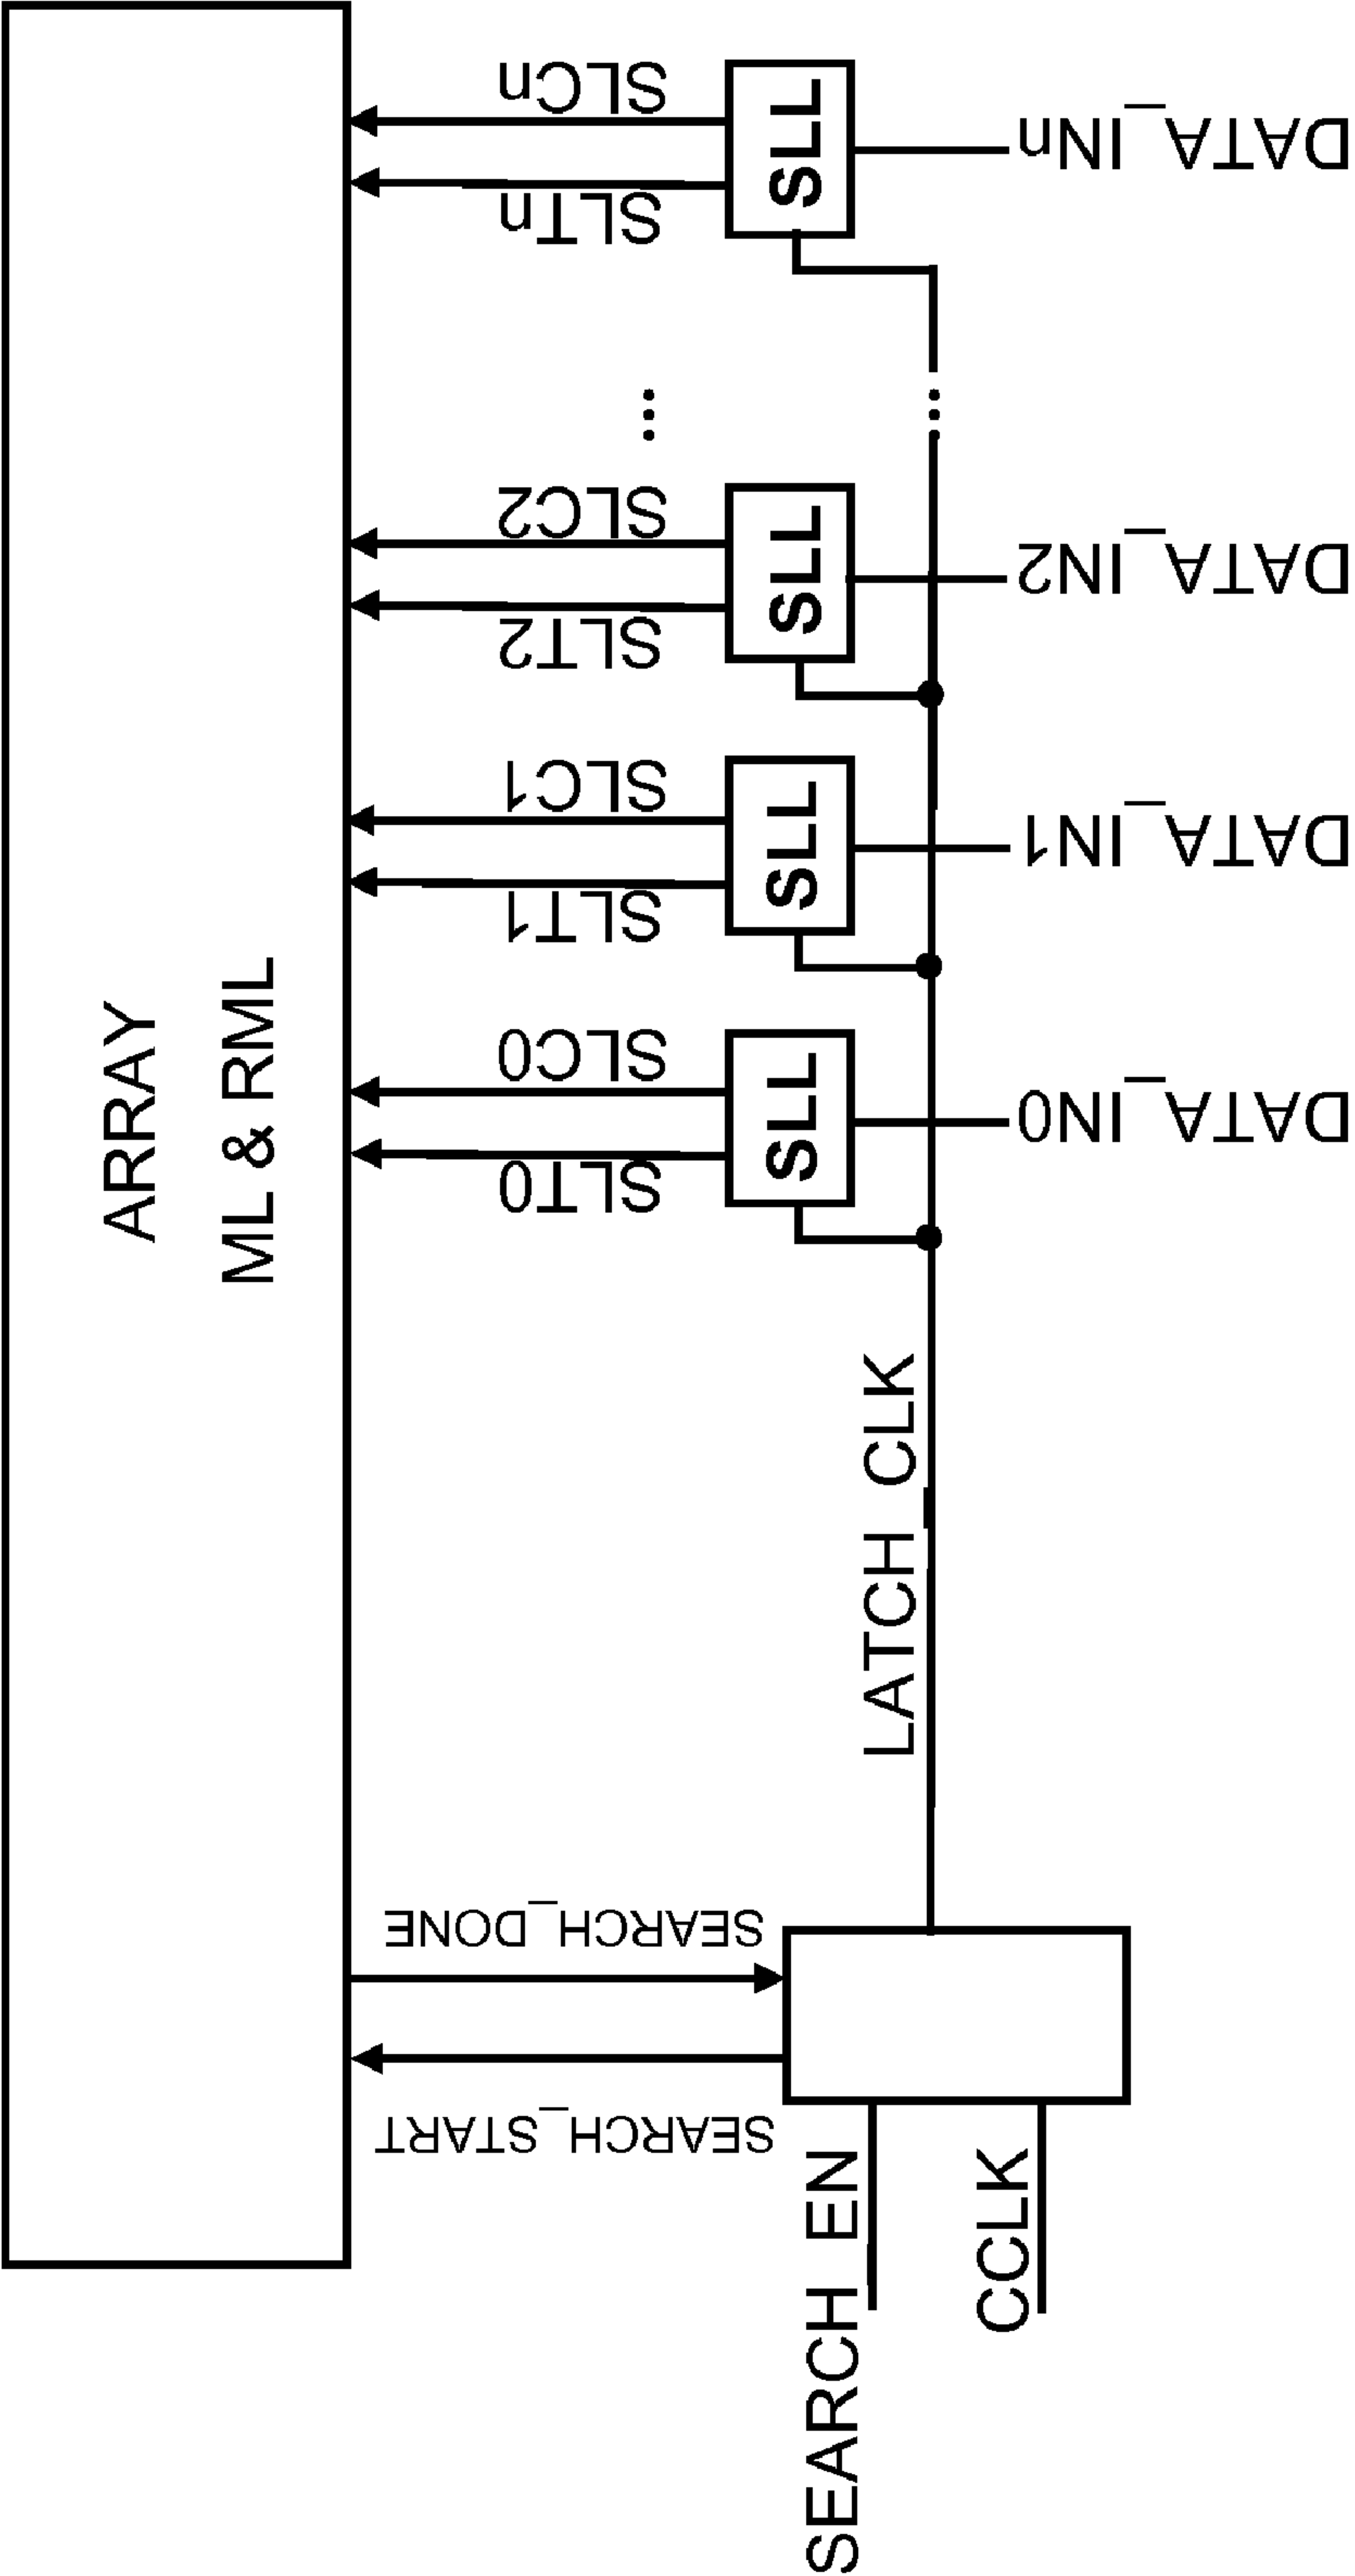 ARRAY
ML & RML
SEARCH_START
SEARCH_DONE
SLT0
SLC0
SLT1
SLC1
SLT2
SLC2
...
SLTn
SLCn
SLL
SLL
SLL
SLL
SEARCH_EN
CCLK
LATCH_CLK
...
DATA_IN0
DATA_IN1
DATA_IN2
DATA_INn